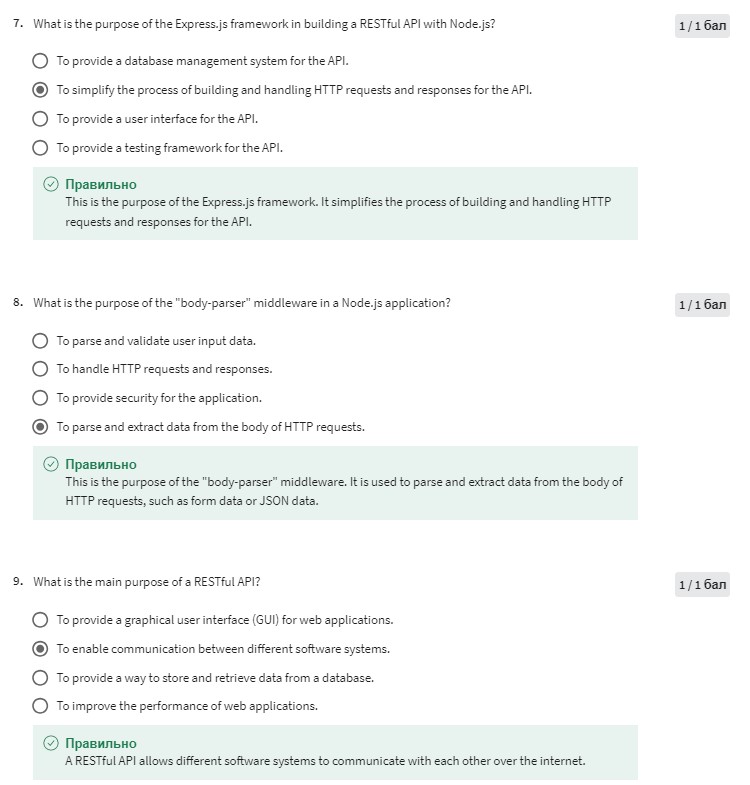 7. What is the purpose of the Express.js framework in building a RESTful API with Node.js?
1 / 1 бал
To provide a database management system for the API.
To simplify the process of building and handling HTTP requests and responses for the API.
To provide a user interface for the API.
To provide a testing framework for the API.
Правильно
This is the purpose of the Express.js framework. It simplifies the process of building and handling HTTP
requests and responses for the API.
8. What is the purpose of the "body-parser" middleware in a Node.js application?
1 / 1 бал
To parse and validate user input data.
To handle HTTP requests and responses.
To provide security for the application.
To parse and extract data from the body of HTTP requests.
Правильно
This is the purpose of the "body-parser" middleware. It is used to parse and extract data from the body of
HTTP requests, such as form data or JSON data.
9. What is the main purpose of a RESTful API?
1 / 1 бал
To provide a graphical user interface (GUI) for web applications.
To enable communication between different software systems.
To provide a way to store and retrieve data from a database.
To improve the performance of web applications.
Правильно
A RESTful API allows different software systems to communicate with each other over the internet.